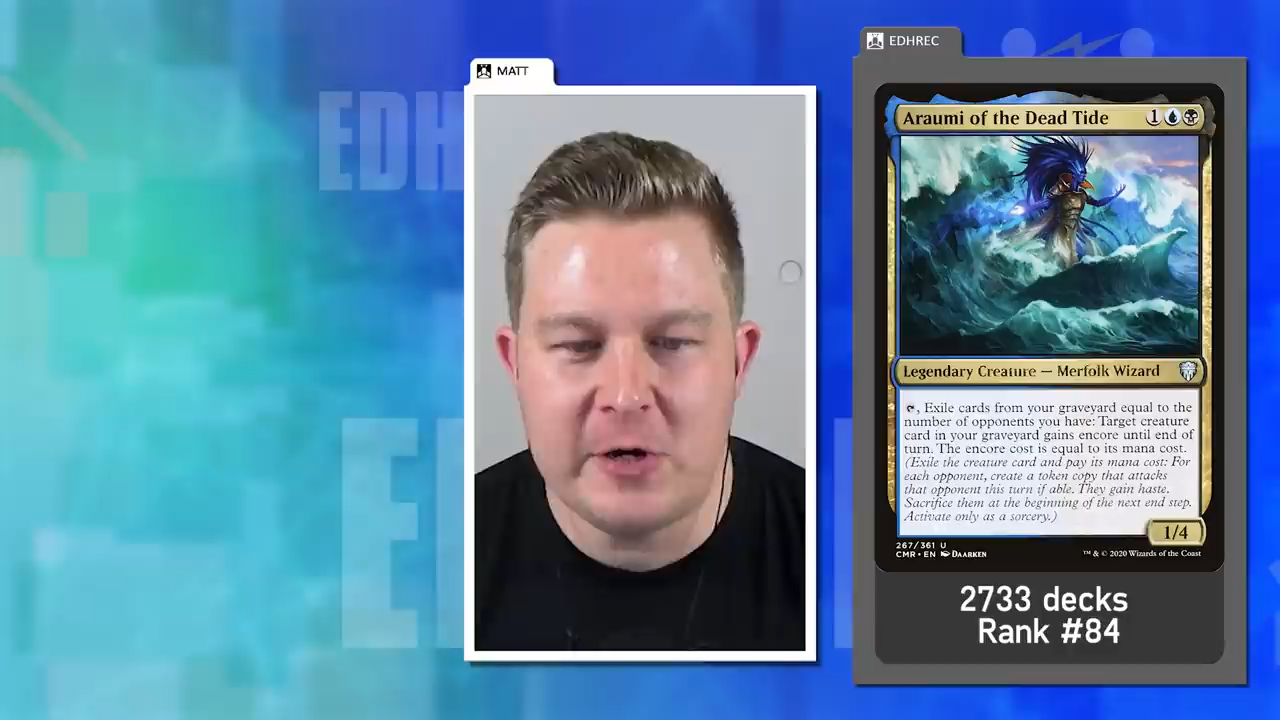 EDH
E
MATT
EDHREC
Araumi of the Dead Tide 1
Legendary Creature — Merfolk Wizard
, Exile cards from your graveyard equal to the
number of opponents you have: Target creature
card in your graveyard gains encore until end of
turn. The encore cost is equal to its mana cost.
(Exile the creature card and pay its mana cost: For
each opponent, create a token copy that attacks
that opponent this turn if able. They gain haste.
Sacrifice them at the beginning of the next end step.
Activate only as a sorcery.)
1/4
267/361 U
CMR • EN DAARKEN
™ & © 2020 Wizards of the Coast
2733 decks
Rank #84